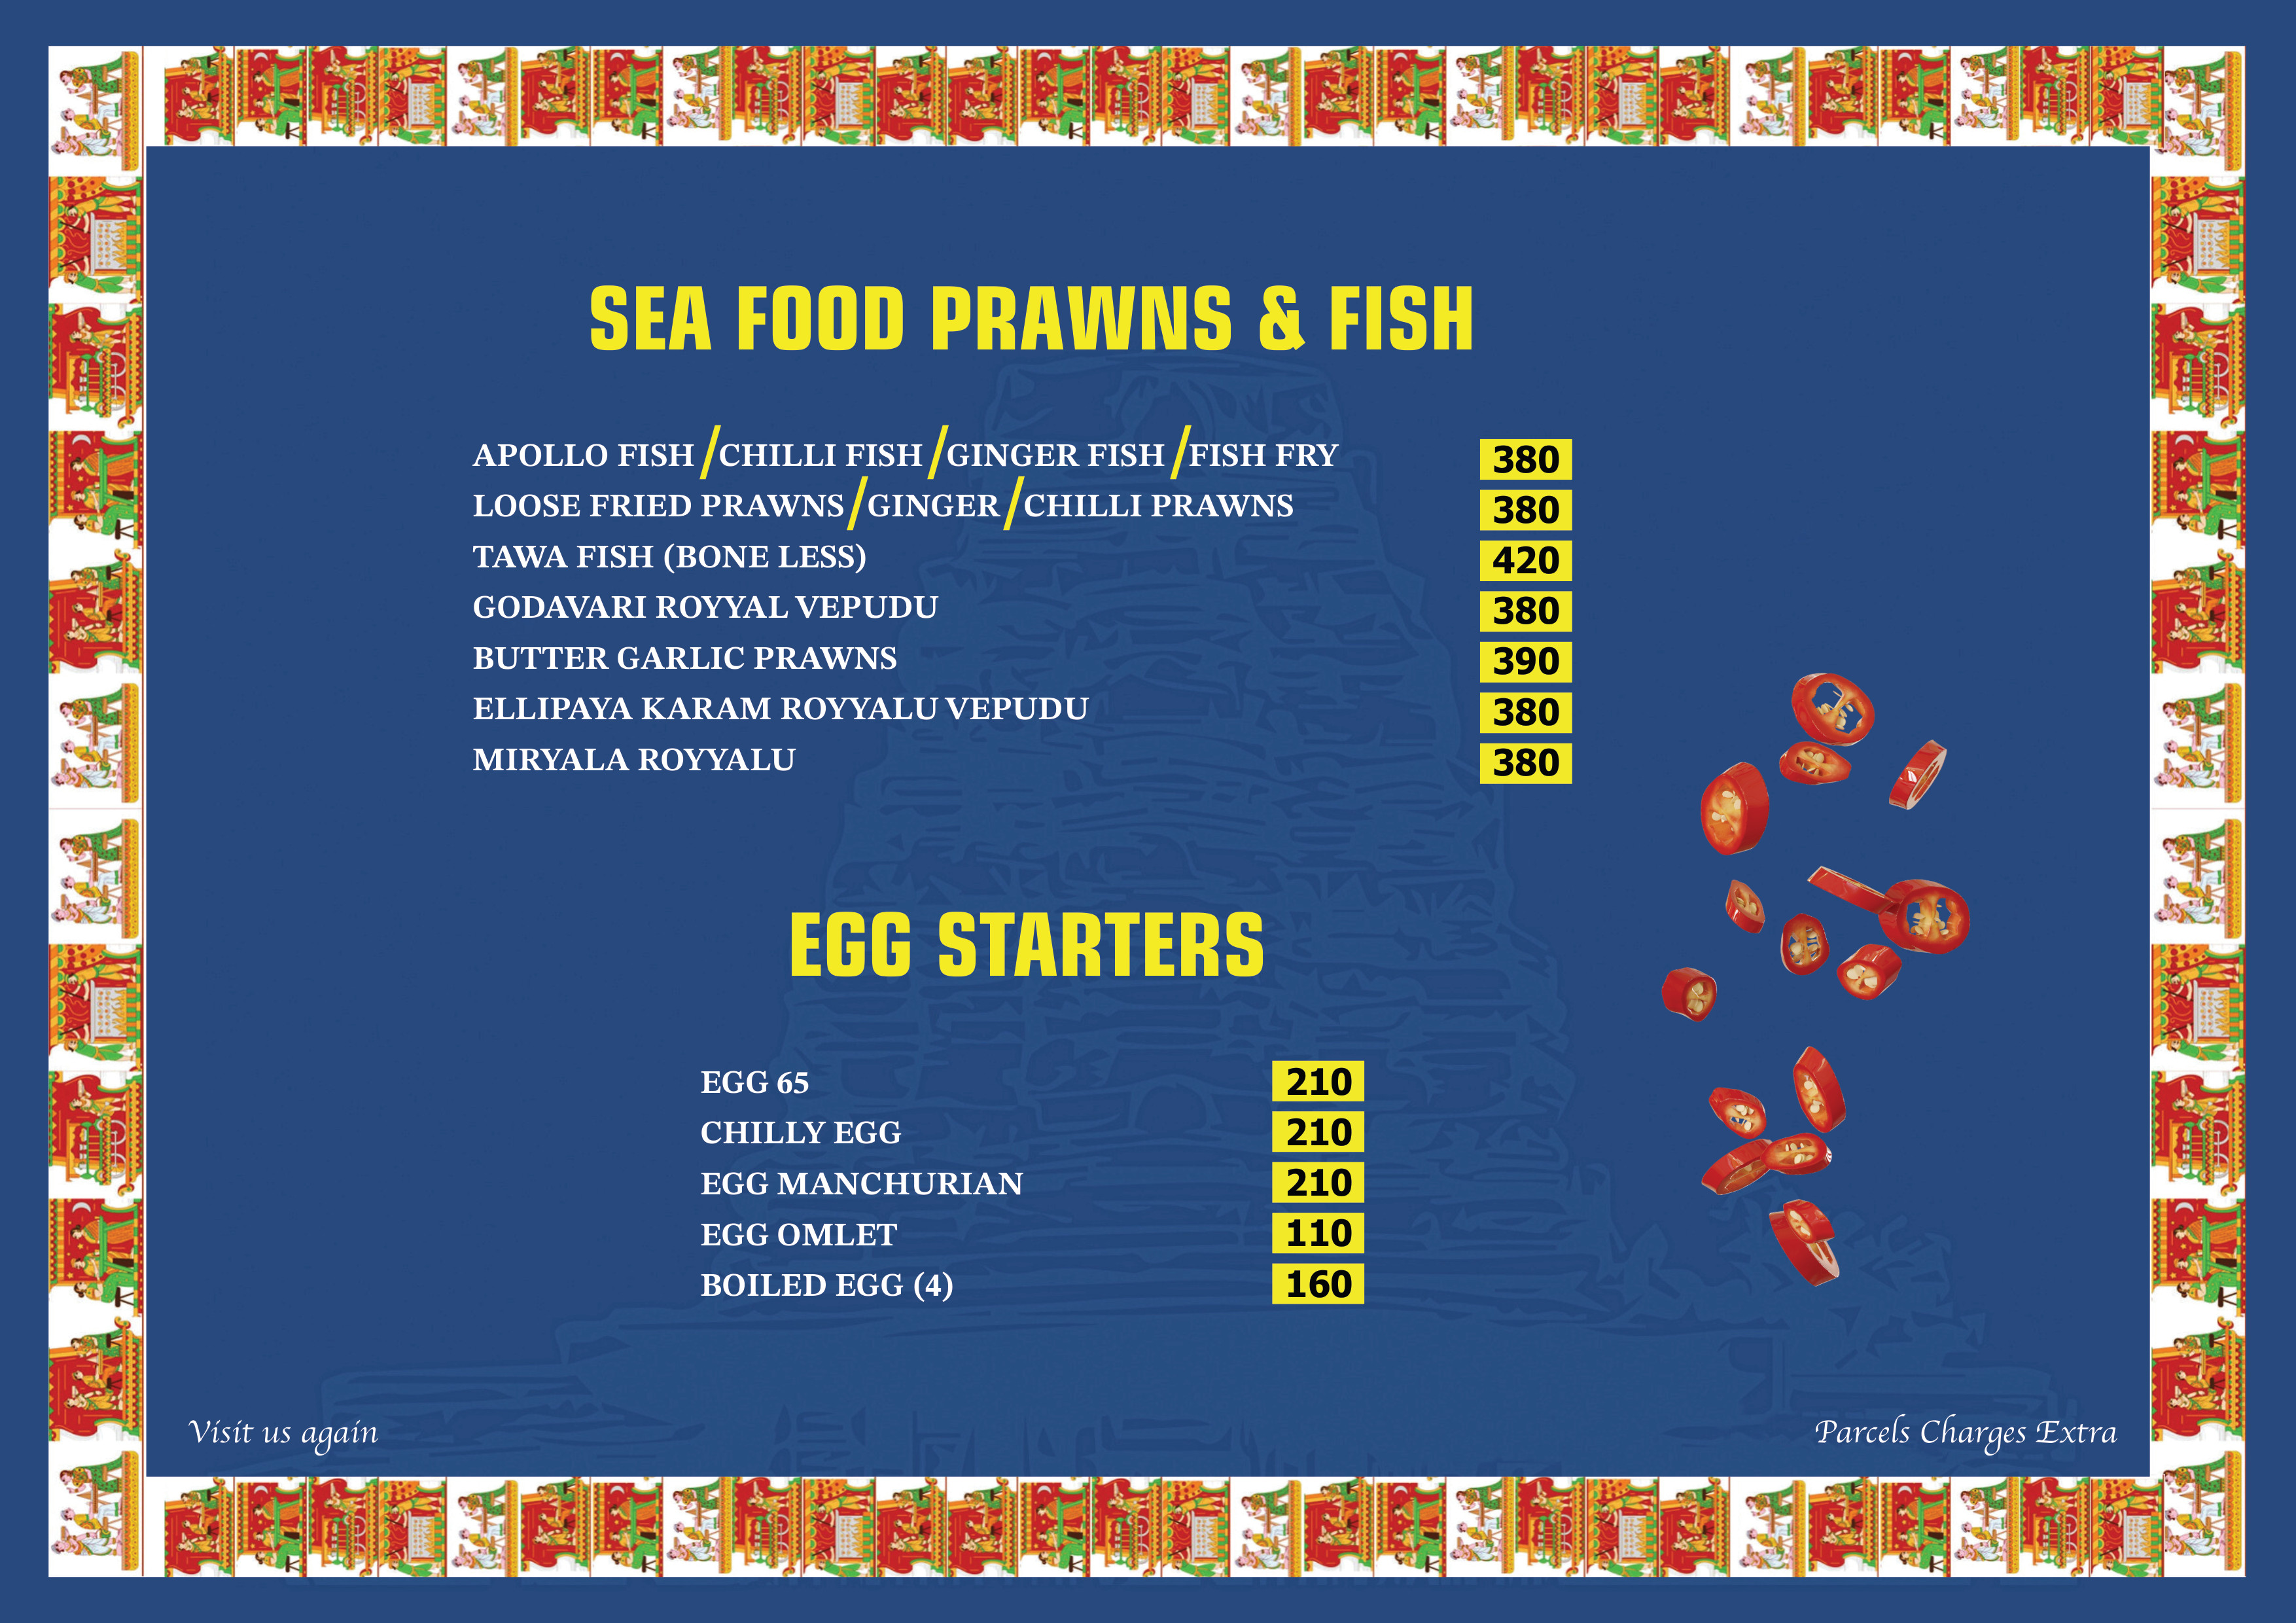 SEA FOOD PRAWNS & FISH
APOLLO FISH/CHILLI FISH/GINGER FISH/FISH FRY 380
LOOSE FRIED PRAWNS/GINGER/CHILLI PRAWNS 380
TAWA FISH (BONE LESS) 420
GODAVARI ROYYAL VEPUDU 380
BUTTER GARLIC PRAWNS 390
ELLIPAYA KARAM ROYYALU VEPUDU 380
MIRYALA ROYYALU 380
EGG STARTERS
EGG 65 210
CHILLY EGG 210
EGG MANCHURIAN 210
EGG OMLET 110
BOILED EGG (4) 160
Visit us again
Parcels Charges Extra